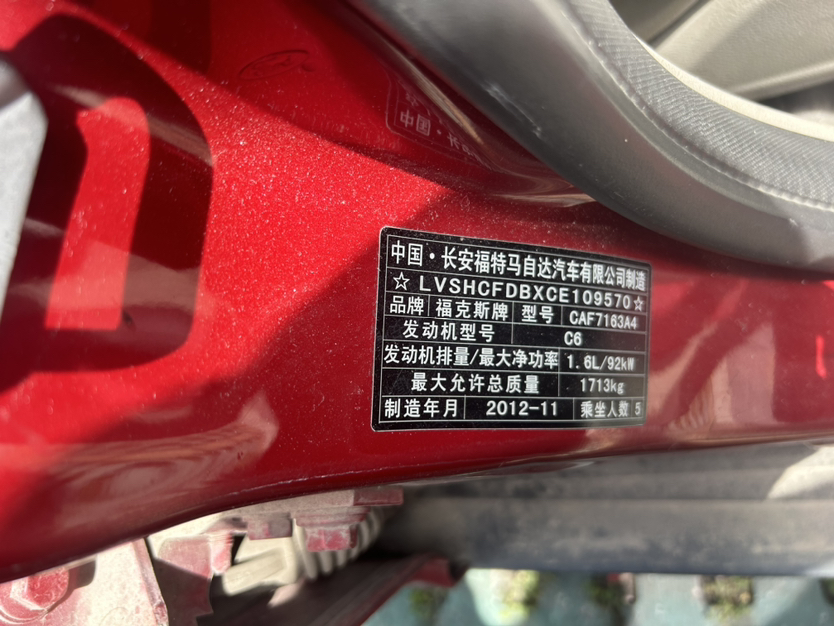 中国·长安福特马自达汽车有限公司制造
☆LVSHCFDBXCE109570☆
品牌 福克斯牌 型号 CAF7163A4
发动机型号 C6
发动机排量/最大净功率 1.6L/92kW
最大允许总质量 1713kg
制造年月 2012-11 乘坐人数 5